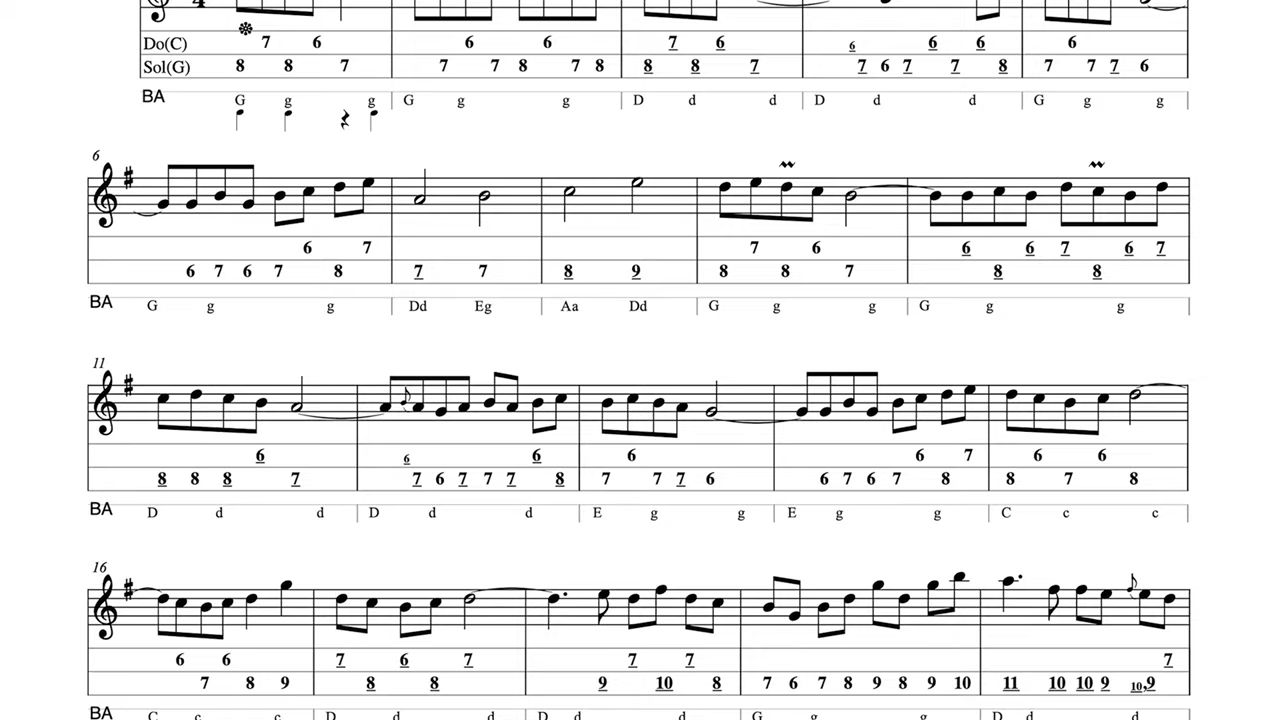 4
Do(C) 7 6 6 6 7 6 6 6 6 6
Sol(G) 8 8 7 7 7 8 7 8 8 8 7 7 6 7 7 8 7 7 7 6
BA G g g G g g D d d D d d G g g
6
6 7 7 6 6 6 7 6 7
6 7 6 7 8 7 7 8 9 8 8 7 8 8
BA G g g Dd Eg Aa Dd G g g G g g
11
6 6 6 6 6 7 6 6
8 8 8 7 7 6 7 7 7 8 7 7 7 6 6 7 6 7 8 8 7 8
BA D d d D d d E g g E g g C c c
16
6 6 7 6 7 7 7 7
7 8 9 8 8 9 10 8 7 6 7 8 9 8 9 10 11 10 10 9 10,9
BA C c c D d d D d d G g g D d d